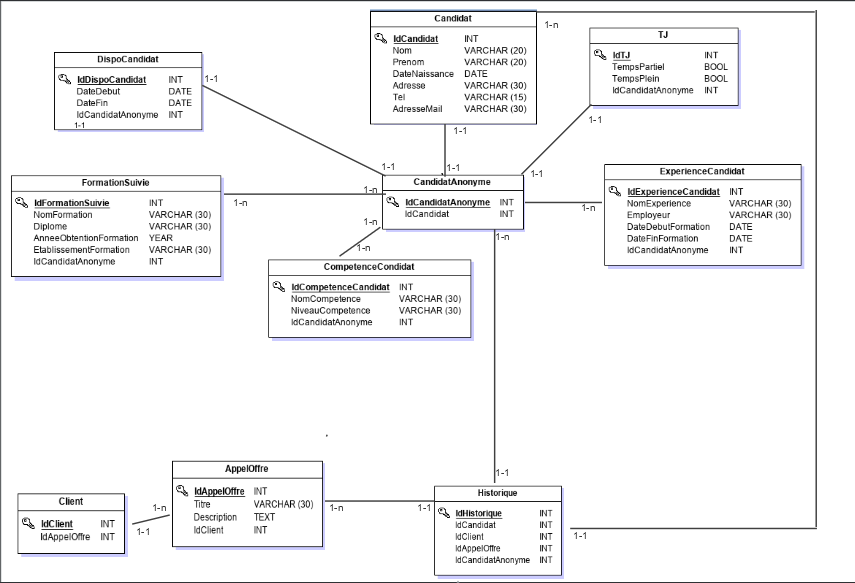 Candidat
IdCandidat INT
Nom VARCHAR (20)
Prenom VARCHAR (20)
DateNaissance DATE
Adresse VARCHAR (30)
Tel VARCHAR (15)
AdresseMail VARCHAR (30)
1-n
1-1
TJ
IdTJ INT
TempsPartiel BOOL
TempsPlein BOOL
IdCandidatAnonyme INT
1-1
DispoCandidat
IdDispoCandidat INT
DateDebut DATE
DateFin DATE
IdCandidatAnonyme INT
1-1
1-1
1-1
1-1
1-1
FormationSuivie
IdFormationSuivie INT
NomFormation VARCHAR (30)
Diplome VARCHAR (30)
AnneeObtentionFormation YEAR
EtablissementFormation VARCHAR (30)
IdCandidatAnonyme INT
1-n
1-n
CandidatAnonyme
IdCandidatAnonyme INT
IdCandidat INT
1-n
1-n
1-n
ExperienceCandidat
IdExperienceCandidat INT
NomExperience VARCHAR (30)
Employeur VARCHAR (30)
DateDebutFormation DATE
DateFinFormation DATE
IdCandidatAnonyme INT
1-n
CompetenceCondidat
IdCompetenceCandidat INT
NomCompetence VARCHAR (30)
NiveauCompetence VARCHAR (30)
IdCandidatAnonyme INT
Client
IdClient INT
IdAppelOffre INT
1-n
1-1
AppelOffre
IdAppelOffre INT
Titre VARCHAR (30)
Description TEXT
IdClient INT
1-n
1-1
1-1
Historique
IdHistorique INT
IdCandidat INT
IdClient INT
IdAppelOffre INT
IdCandidatAnonyme INT
1-1